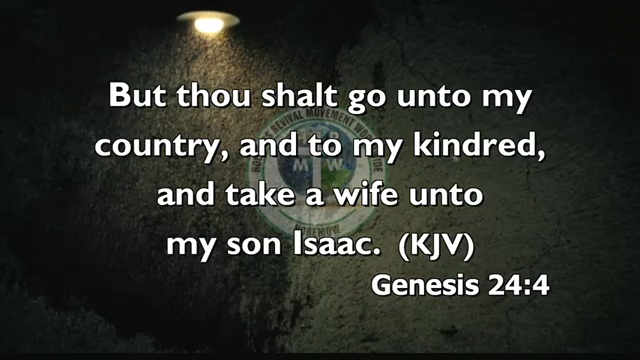 But thou shalt go unto my
country, and to my kindred,
and take a wife unto
my son Isaac. (KJV)
Genesis 24:4